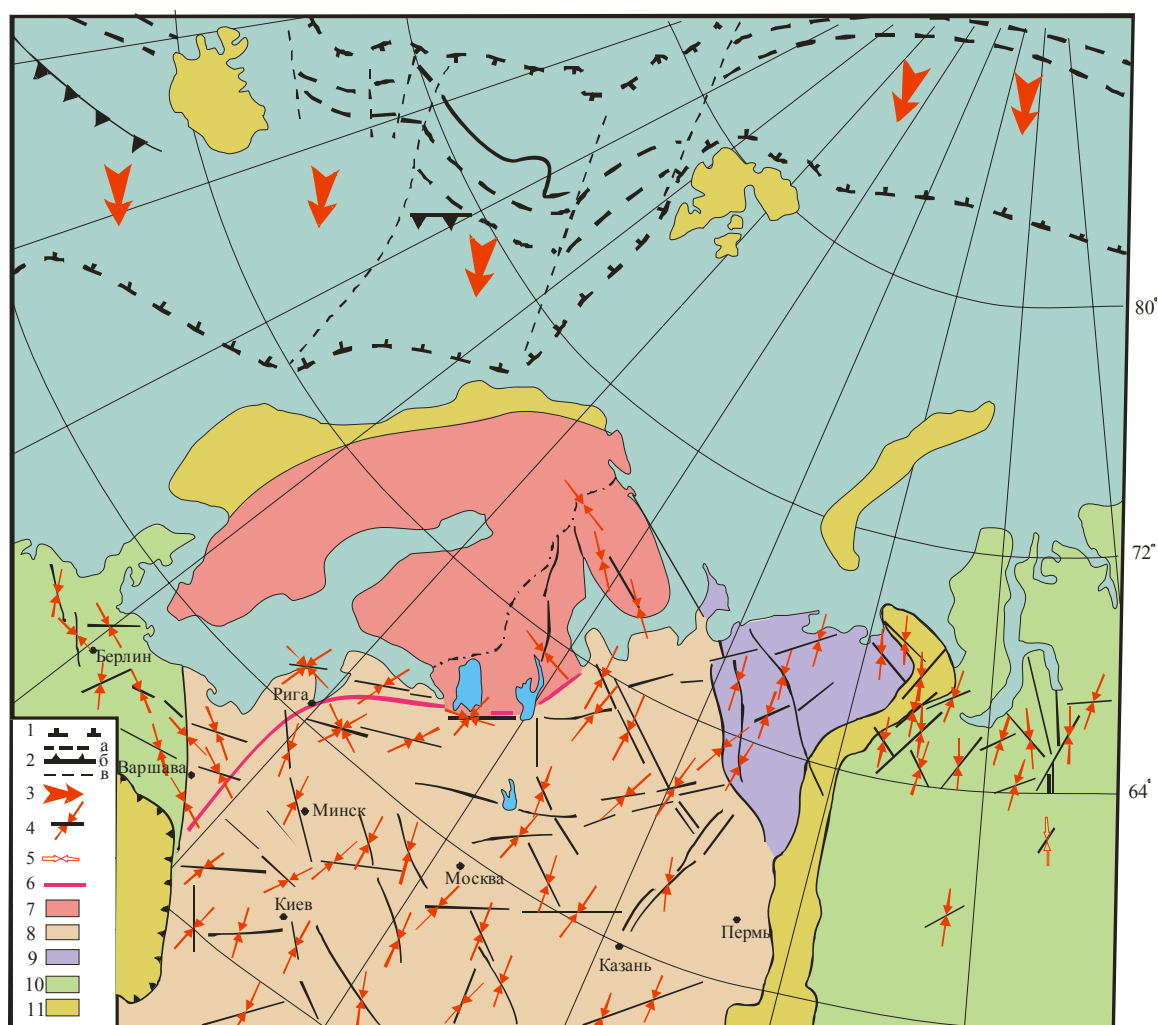 80°
72°
64°
Берлин
Рига
Варшава
Минск
Москва
Киев
Пермь
Казань
1
2
а
б
в
3
4
5
6
7
8
9
10
11